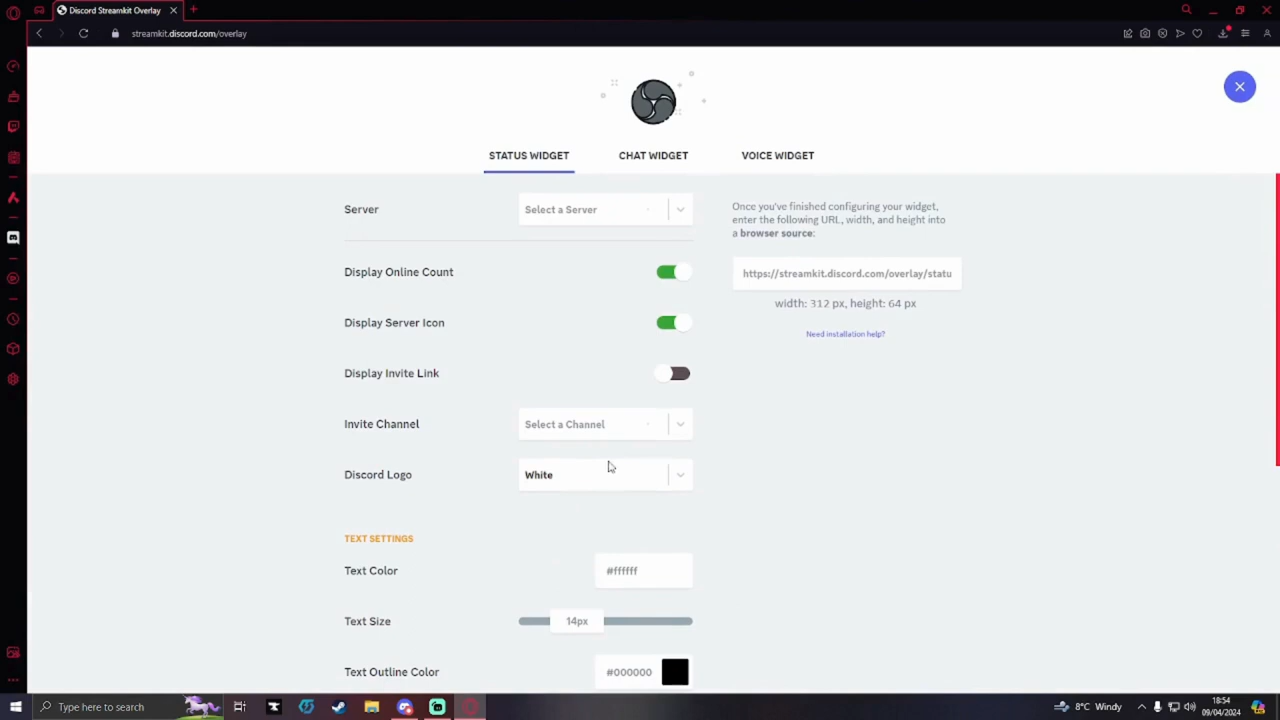 Discord Streamkit Overlay
streamkit.discord.com/overlay
STATUS WIDGET
CHAT WIDGET
VOICE WIDGET
Server
Select a Server
Once you've finished configuring your widget,
enter the following URL, width, and height into
a browser source:
Display Online Count
https://streamkit.discord.com/overlay/statu
width: 312 px, height: 64 px
Display Server Icon
Need installation help?
Display Invite Link
Invite Channel
Select a Channel
Discord Logo
White
TEXT SETTINGS
Text Color
#ffffff
Text Size
14px
Text Outline Color
#000000
Type here to search
8°C Windy
18:54
09/04/2024